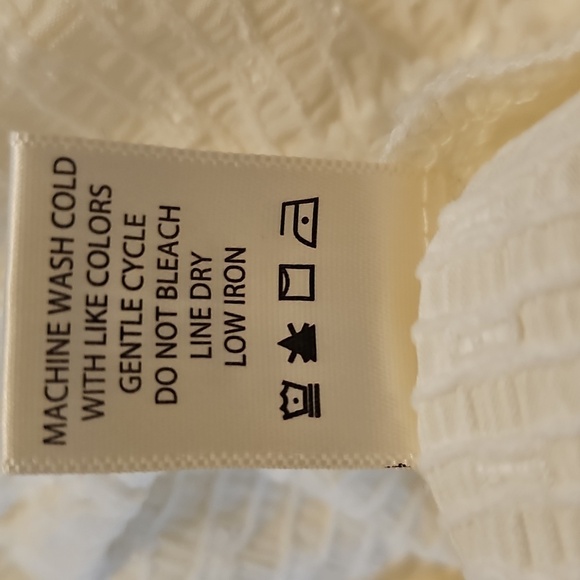 MACHINE WASH COLD
WITH LIKE COLORS
GENTLE CYCLE
DO NOT BLEACH
LINE DRY
LOW IRON